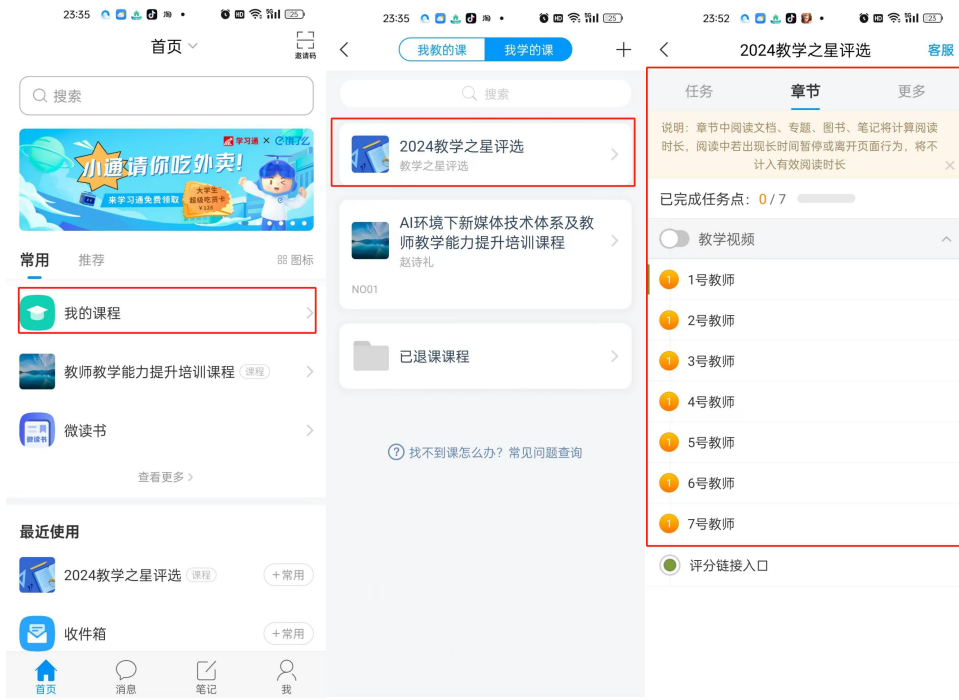 23:35
25
首页
邀请码
搜索
学习通 × 饿了么
小通请你吃外卖!
来学习通免费领取
大学生
超级吃货卡
常用
推荐
图标
我的课程
教师教学能力提升培训课程
课程
微读书
查看更多
最近使用
2024教学之星评选
课程
+常用
收件箱
+常用
首页
消息
笔记
我
23:35
25
我教的课
我学的课
搜索
2024教学之星评选
教学之星评选
AI环境下新媒体技术体系及教
师教学能力提升培训课程
赵诗礼
NO01
已退课课程
找不到课怎么办？常见问题查询
23:52
23
2024教学之星评选
客服
任务
章节
更多
说明：章节中阅读文档、专题、图书、笔记将计算阅读
时长，阅读中若出现长时间暂停或离开页面行为，将不
计入有效阅读时长
已完成任务点：0/7
教学视频
1 1号教师
1 2号教师
1 3号教师
1 4号教师
1 5号教师
1 6号教师
1 7号教师
评分链接入口